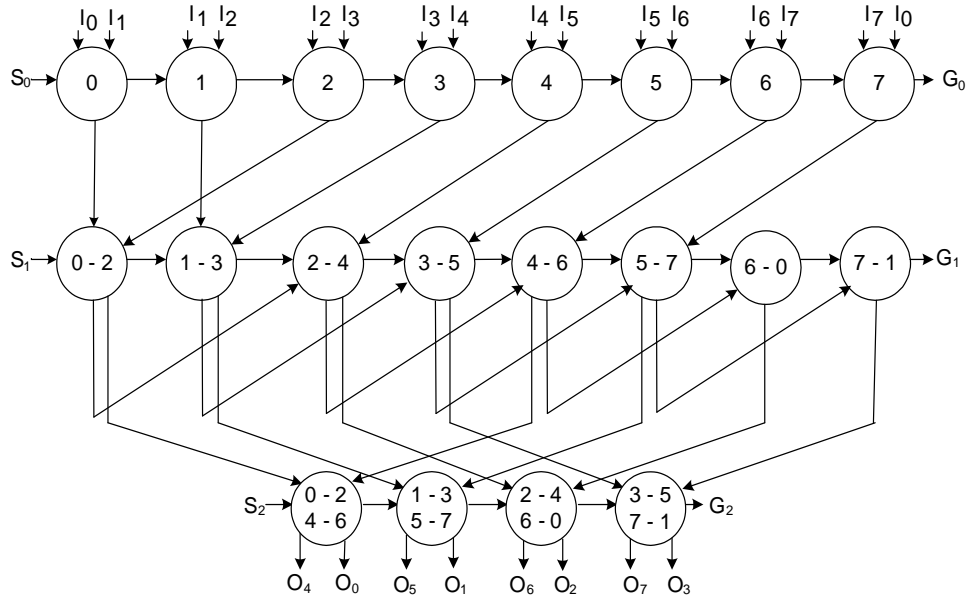 I₀ I₁ I₁ I₂ I₂ I₃ I₃ I₄ I₄ I₅ I₅ I₆ I₆ I₇ I₇ I₀
S₀ 0 1 2 3 4 5 6 7 G₀
S₁ 0 - 2 1 - 3 2 - 4 3 - 5 4 - 6 5 - 7 6 - 0 7 - 1 G₁
0 - 2 1 - 3 2 - 4 3 - 5
S₂ G₂
4 - 6 5 - 7 6 - 0 7 - 1
O₄ O₀ O₅ O₁ O₆ O₂ O₇ O₃